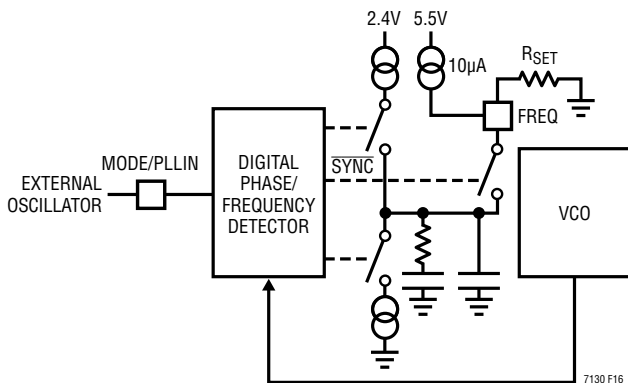 2.4V 5.5V
10µA
RSET
FREQ
MODE/PLLIN
EXTERNAL
OSCILLATOR
DIGITAL
PHASE/
FREQUENCY
DETECTOR
SYNC
VCO
7130 F16